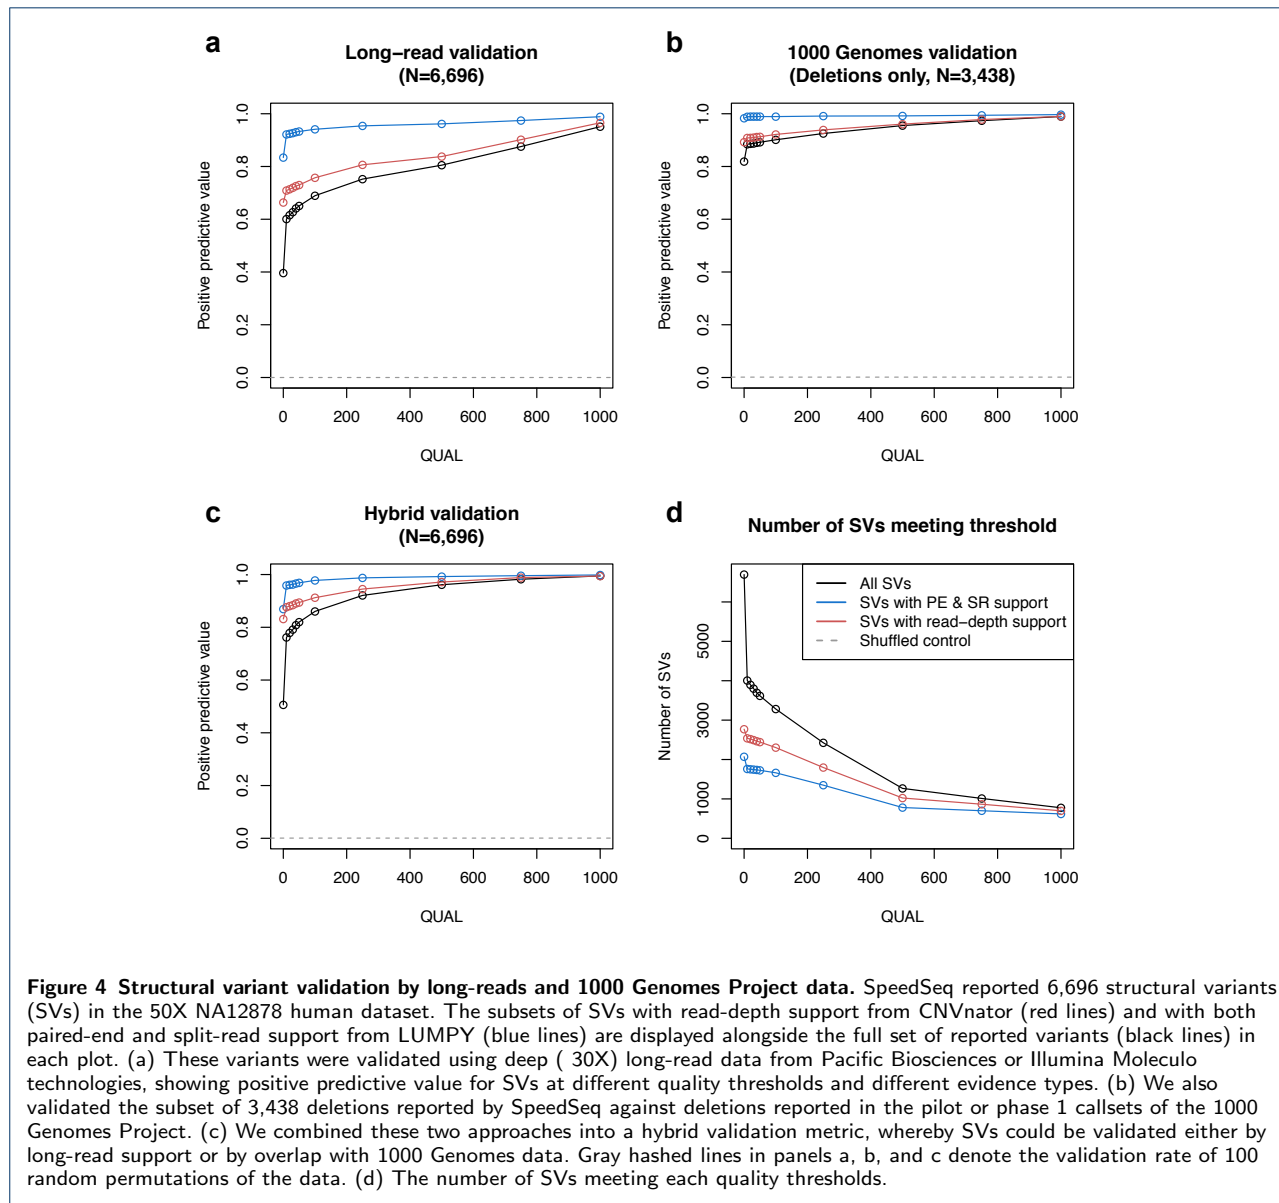 a
Long–read validation
(N=6,696)
Positive predictive value
0.0 0.2 0.4 0.6 0.8 1.0
0 200 400 600 800 1000
QUAL
b
1000 Genomes validation
(Deletions only, N=3,438)
Positive predictive value
0.0 0.2 0.4 0.6 0.8 1.0
0 200 400 600 800 1000
QUAL
c
Hybrid validation
(N=6,696)
Positive predictive value
0.0 0.2 0.4 0.6 0.8 1.0
0 200 400 600 800 1000
QUAL
d
Number of SVs meeting threshold
All SVs
SVs with PE & SR support
SVs with read–depth support
Shuffled control
Number of SVs
0 1000 3000 5000
0 200 400 600 800 1000
QUAL
Figure 4 Structural variant validation by long-reads and 1000 Genomes Project data. SpeedSeq reported 6,696 structural variants
(SVs) in the 50X NA12878 human dataset. The subsets of SVs with read-depth support from CNVnator (red lines) and with both
paired-end and split-read support from LUMPY (blue lines) are displayed alongside the full set of reported variants (black lines) in
each plot. (a) These variants were validated using deep ( 30X) long-read data from Pacific Biosciences or Illumina Moleculo
technologies, showing positive predictive value for SVs at different quality thresholds and different evidence types. (b) We also
validated the subset of 3,438 deletions reported by SpeedSeq against deletions reported in the pilot or phase 1 callsets of the 1000
Genomes Project. (c) We combined these two approaches into a hybrid validation metric, whereby SVs could be validated either by
long-read support or by overlap with 1000 Genomes data. Gray hashed lines in panels a, b, and c denote the validation rate of 100
random permutations of the data. (d) The number of SVs meeting each quality thresholds.